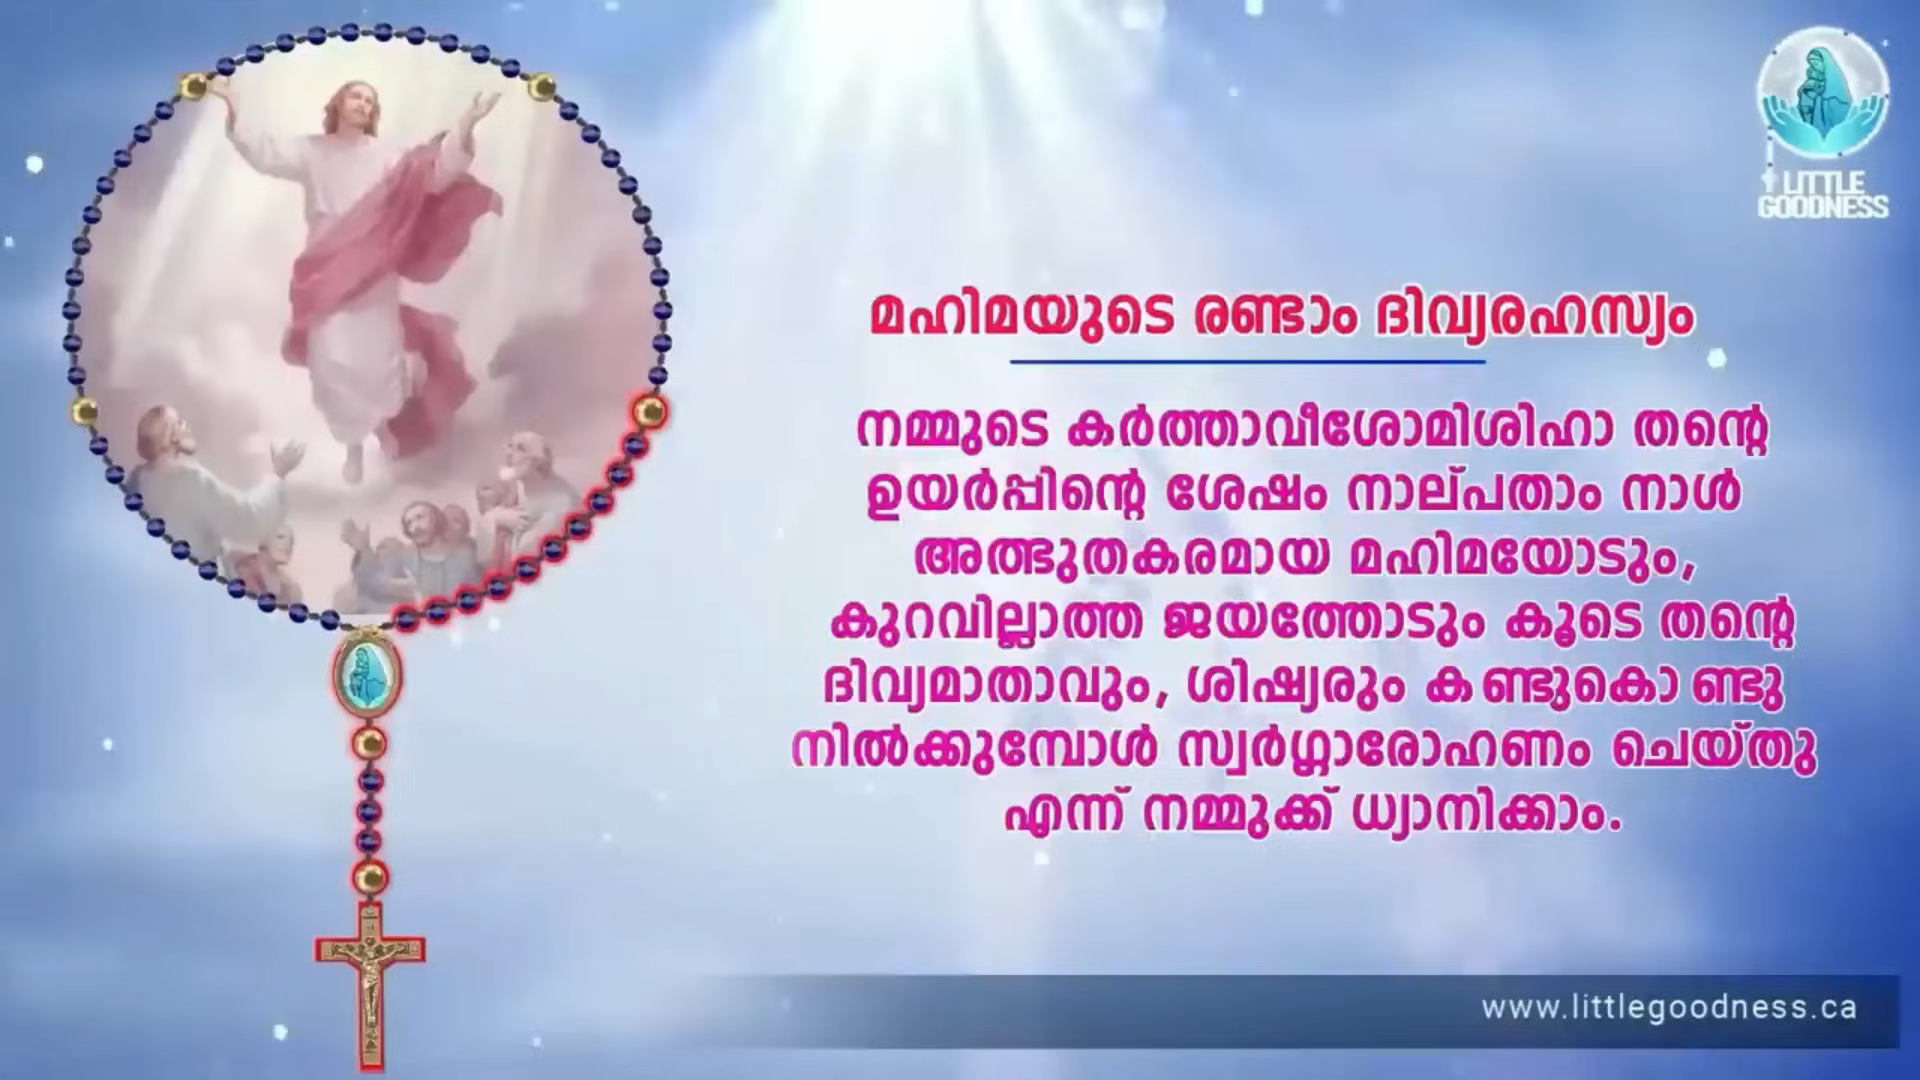 LITTLE
GOODNESS
മഹിമയുടെ രണ്ടാം ദിവ്യരഹസ്യം
നമ്മുടെ കർത്താവീശോമിശിഹാ തന്റെ
ഉയർപ്പിന്റെ ശേഷം നാല്പതാം നാൾ
അത്ഭുതകരമായ മഹിമയോടും,
കുറവില്ലാത്ത ജയത്തോടും കൂടെ തന്റെ
ദിവ്യമാതാവും, ശിഷ്യരും കണ്ടുകൊണ്ടു
നിൽക്കുമ്പോൾ സ്വർഗ്ഗാരോഹണം ചെയ്തു
എന്ന് നമ്മുക്ക് ധ്യാനിക്കാം.
www.littlegoodness.ca